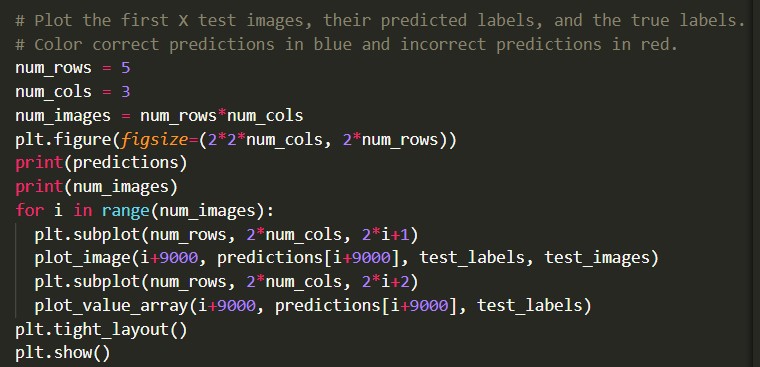 # Plot the first X test images, their predicted labels, and the true labels.
# Color correct predictions in blue and incorrect predictions in red.
num_rows = 5
num_cols = 3
num_images = num_rows*num_cols
plt.figure(figsize=(2*2*num_cols, 2*num_rows))
print(predictions)
print(num_images)
for i in range(num_images):
  plt.subplot(num_rows, 2*num_cols, 2*i+1)
  plot_image(i+9000, predictions[i+9000], test_labels, test_images)
  plt.subplot(num_rows, 2*num_cols, 2*i+2)
  plot_value_array(i+9000, predictions[i+9000], test_labels)
plt.tight_layout()
plt.show()